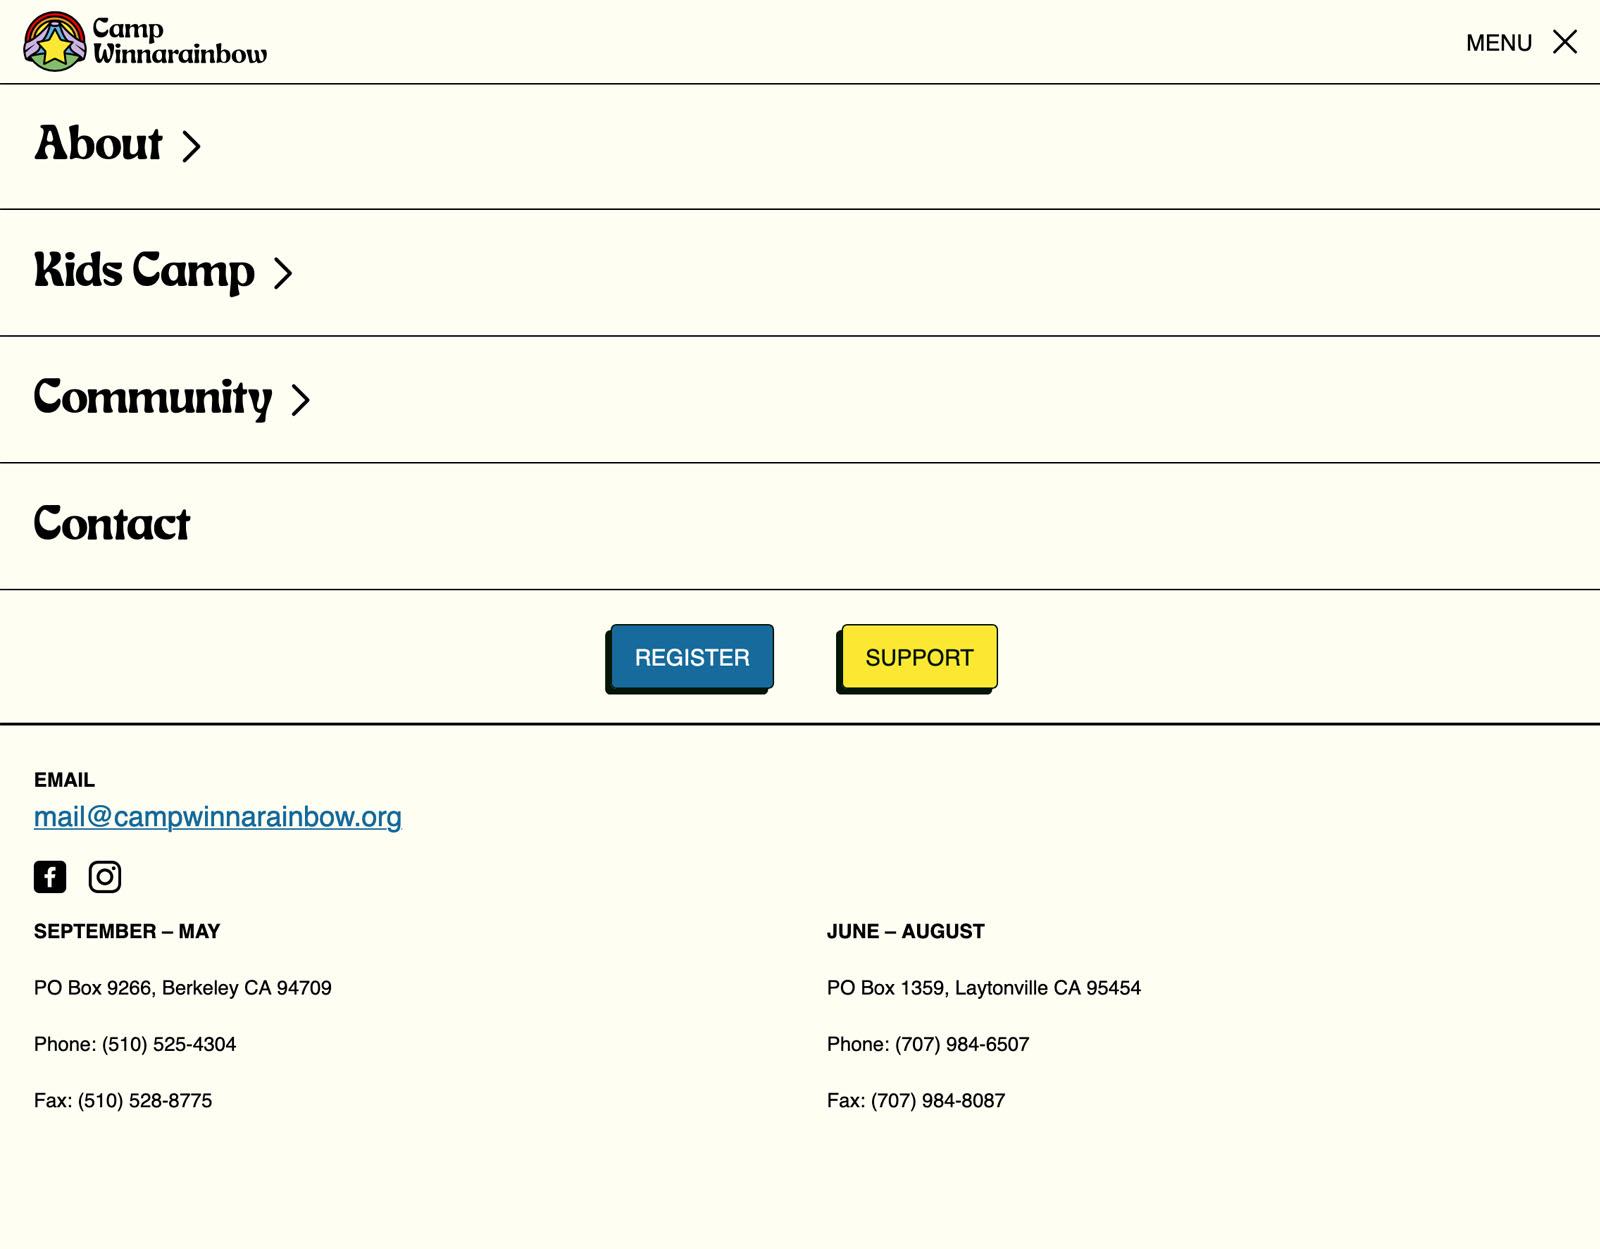 Camp
Winnarainbow
MENU
About
Kids Camp
Community
Contact
REGISTER
SUPPORT
EMAIL
mail@campwinnarainbow.org
SEPTEMBER – MAY
PO Box 9266, Berkeley CA 94709
Phone: (510) 525-4304
Fax: (510) 528-8775
JUNE – AUGUST
PO Box 1359, Laytonville CA 95454
Phone: (707) 984-6507
Fax: (707) 984-8087